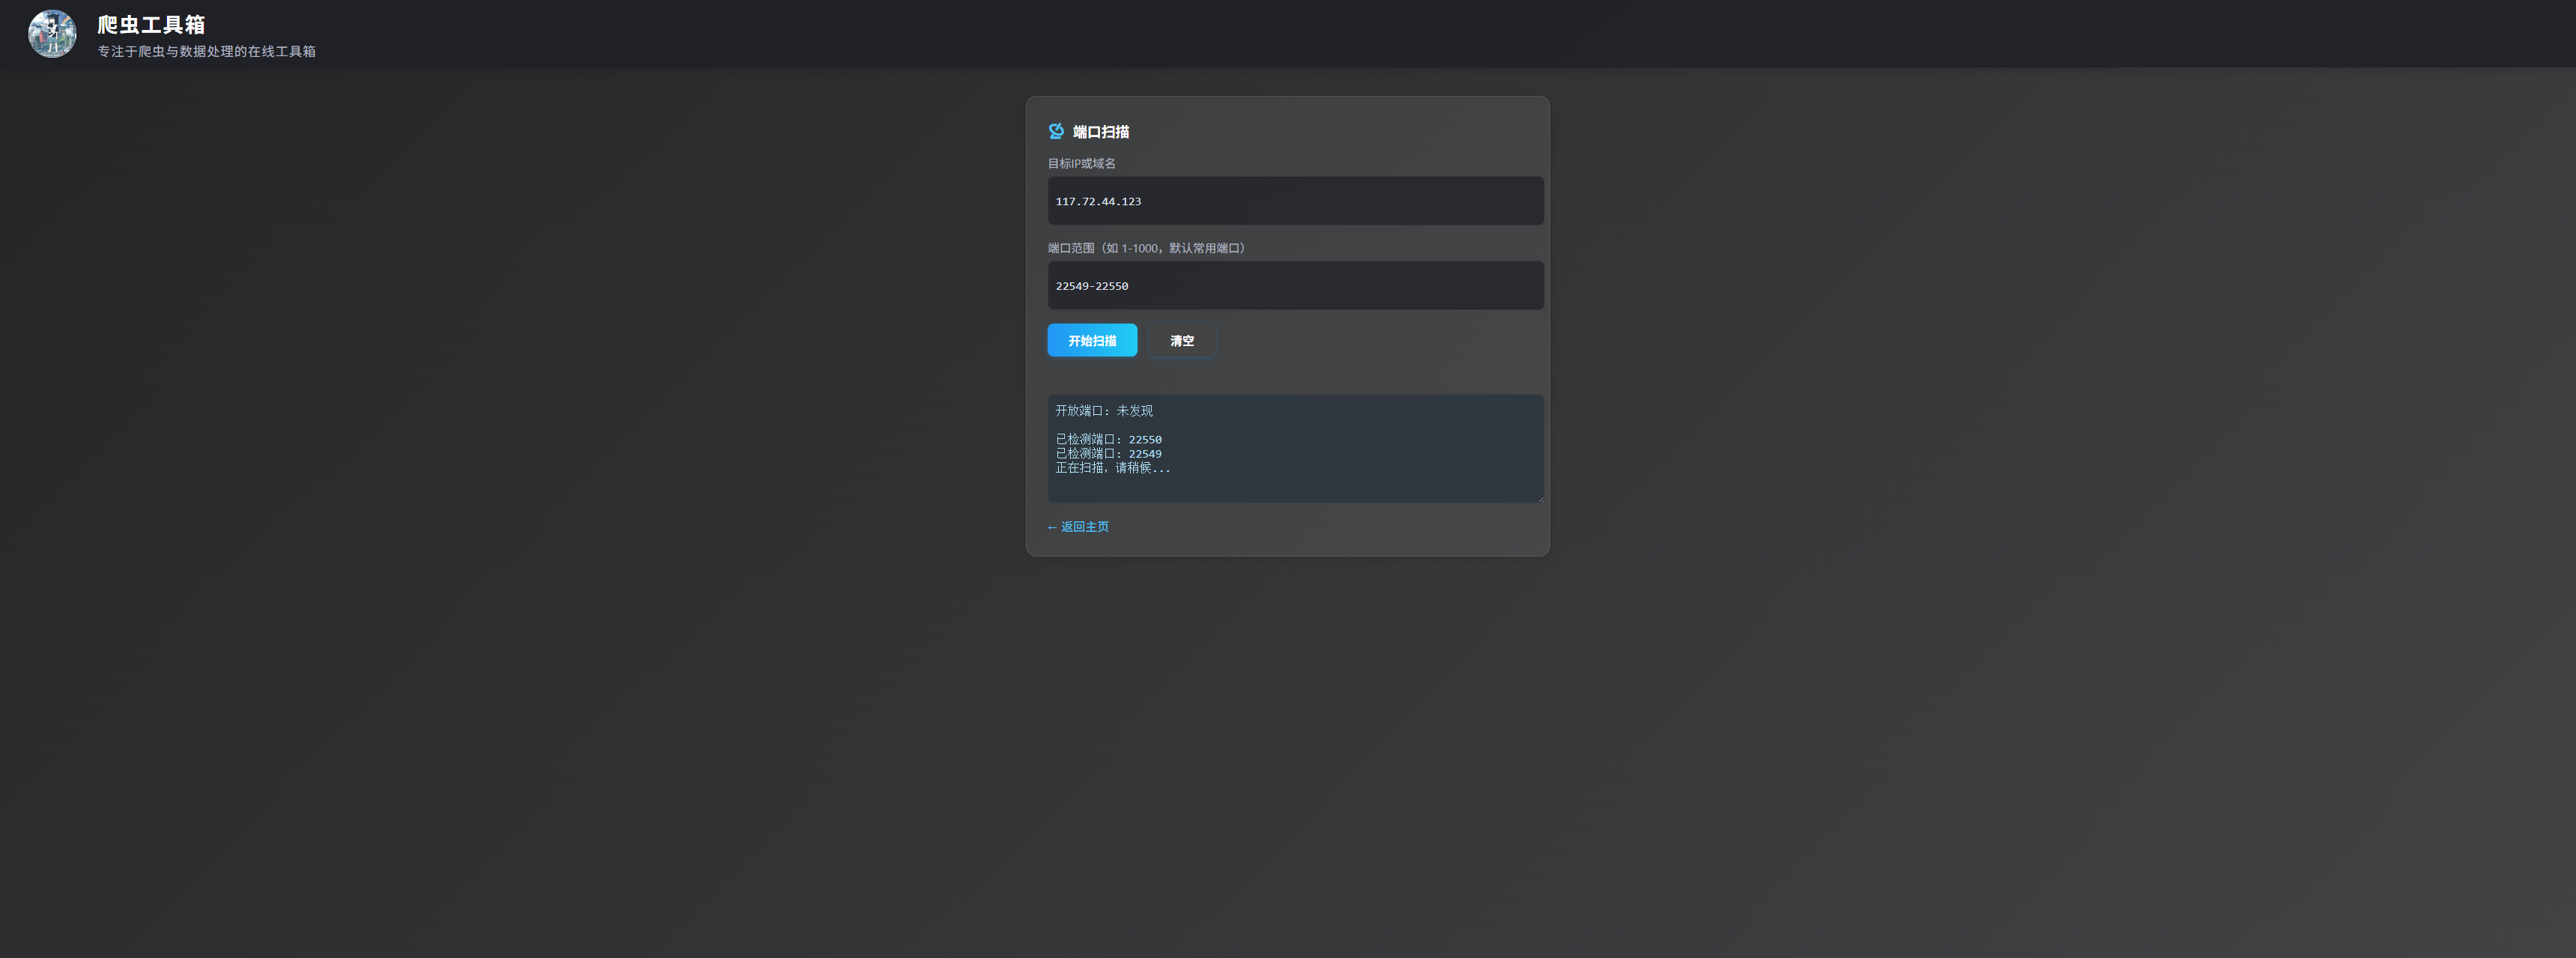 爬虫工具箱
专注于爬虫与数据处理的在线工具箱
端口扫描
目标IP或域名
117.72.44.123
端口范围（如 1-1000，默认常用端口）
22549-22550
开始扫描
清空
开放端口: 未发现
已检测端口: 22550
已检测端口: 22549
正在扫描，请稍候...
← 返回主页